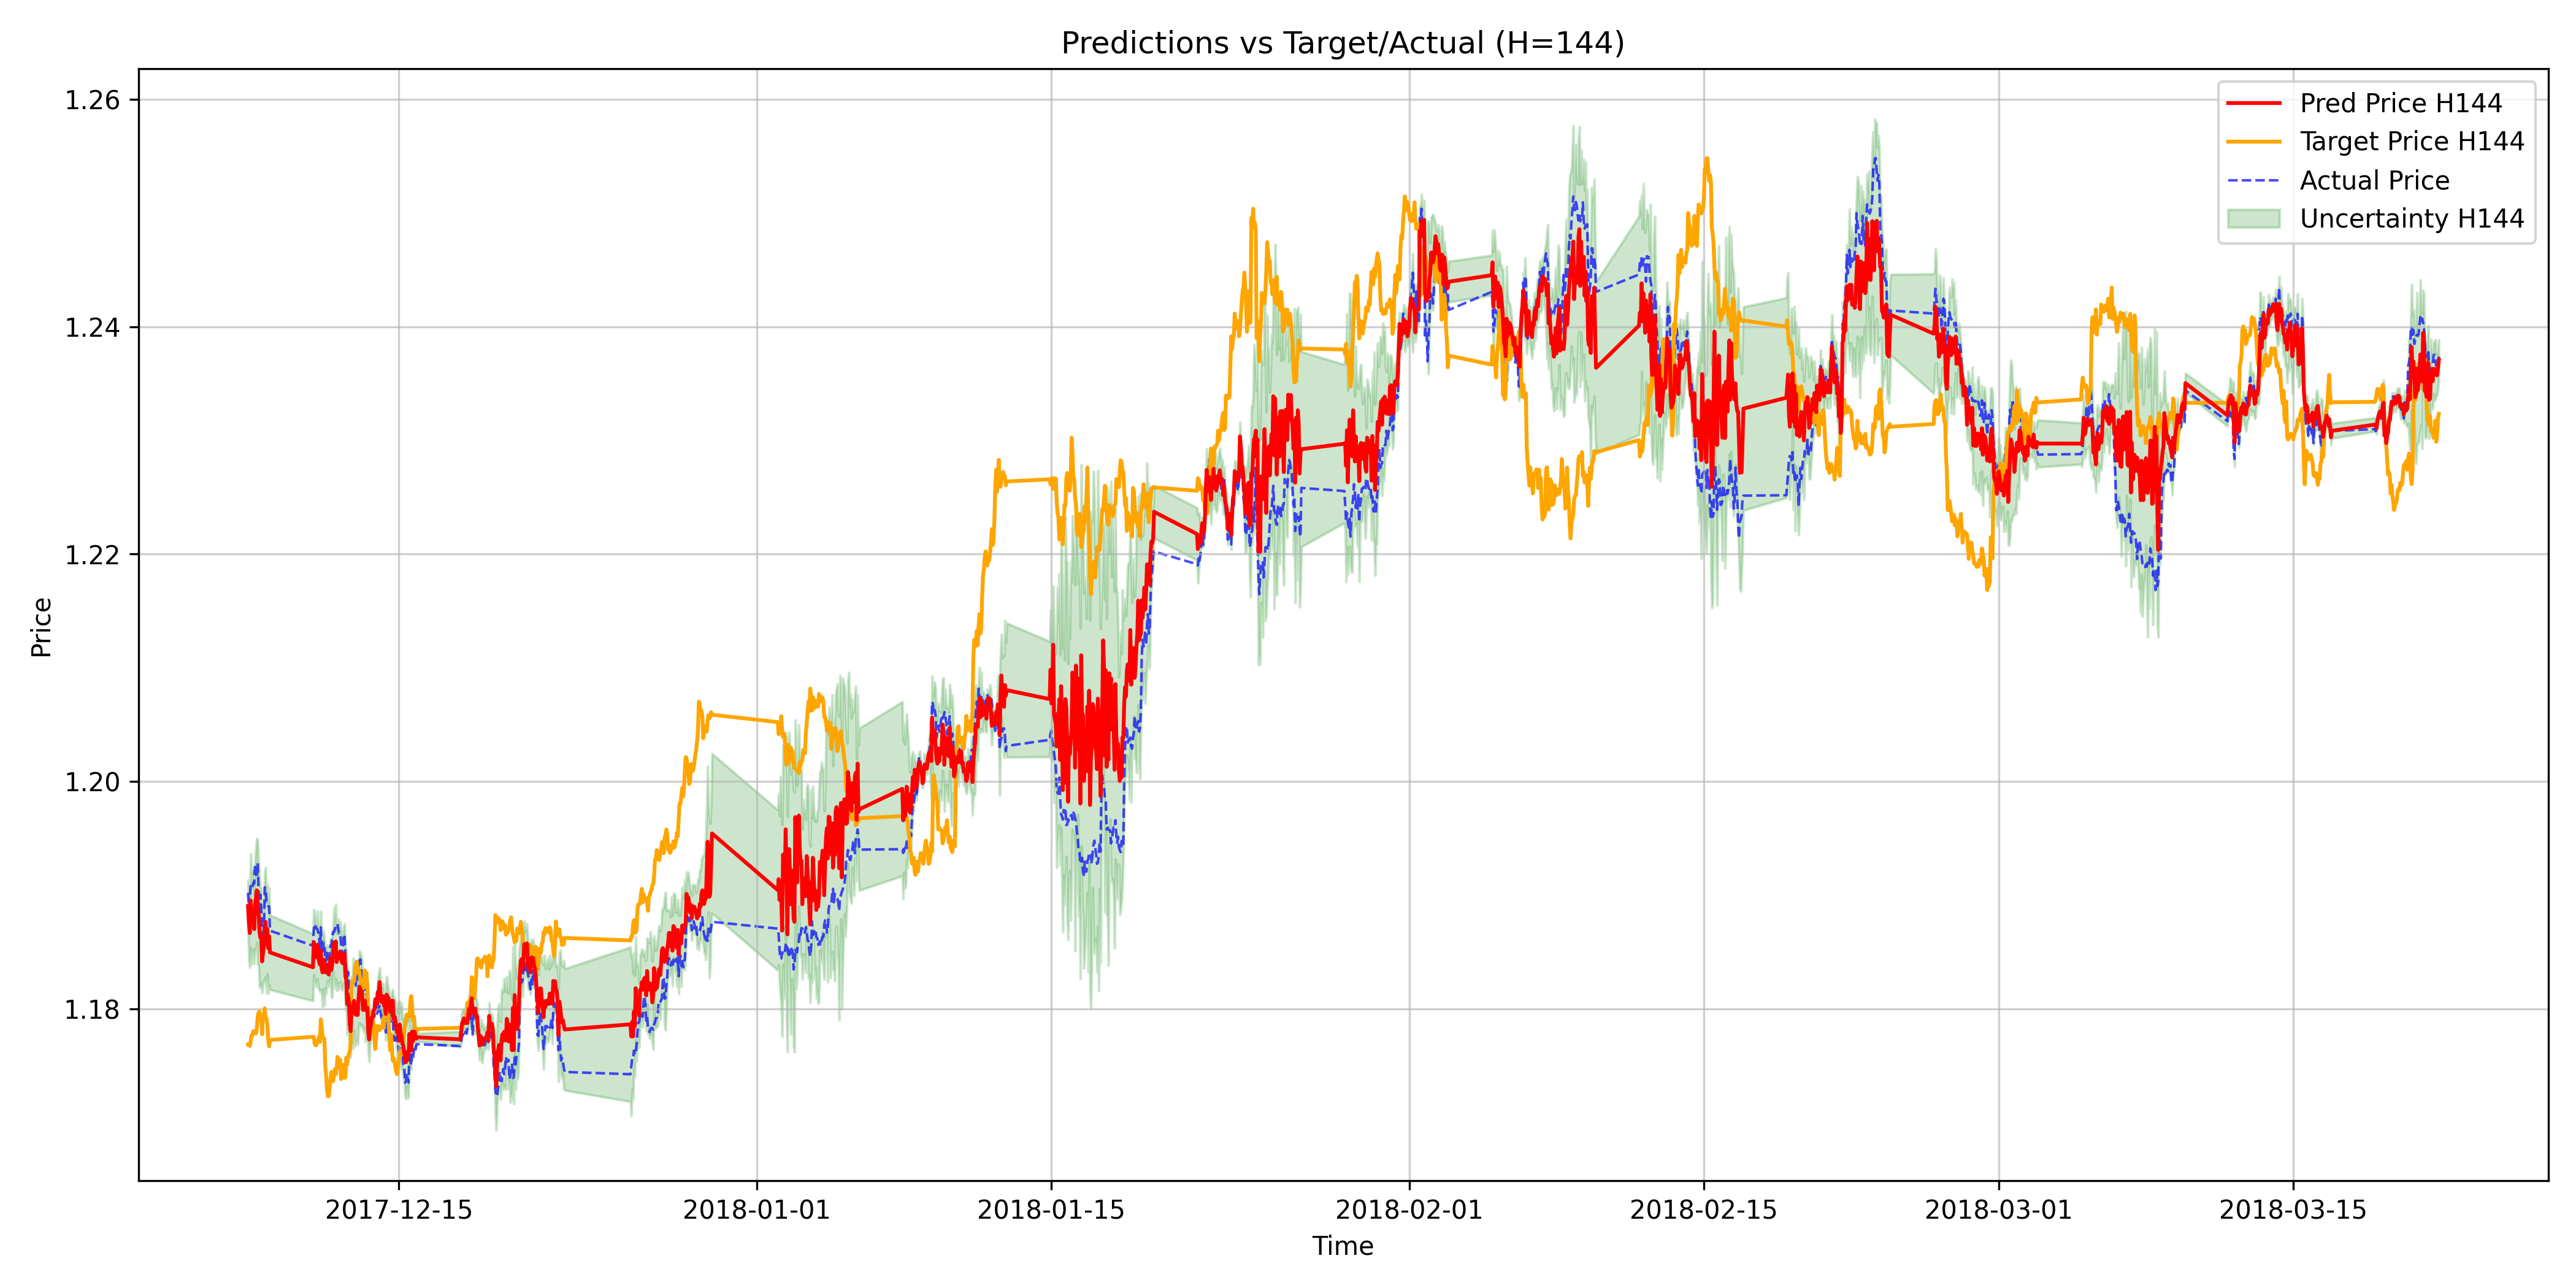 Predictions vs Target/Actual (H=144)
Pred Price H144
Target Price H144
Actual Price
Uncertainty H144
Price
1.26
1.24
1.22
1.20
1.18
2017-12-15
2018-01-01
2018-01-15
2018-02-01
2018-02-15
2018-03-01
2018-03-15
Time